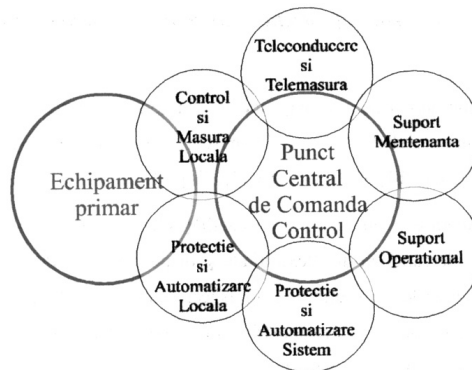 Teleconducere
si
Telemasura
Control
si
Masura
Locala
Suport
Mentenanta
Echipament
primar
Punct
Central
de Comanda
Control
Protectie
si
Automatizare
Locala
Suport
Operational
Protectie
si
Automatizare
Sistem